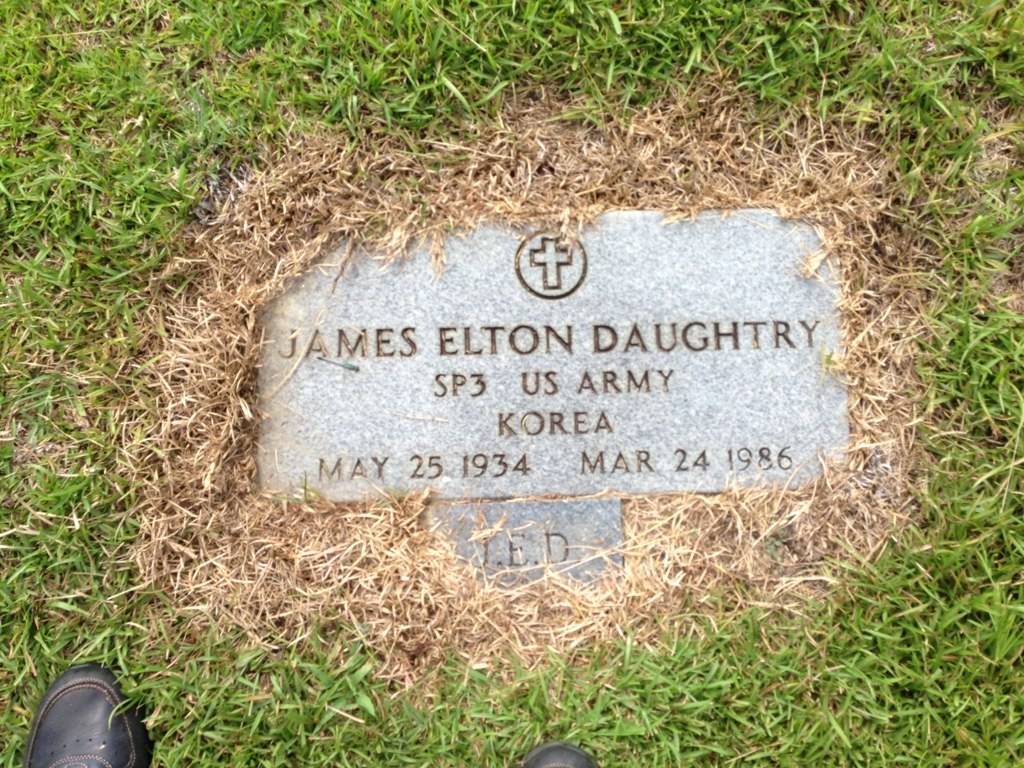 JAMES ELTON DAUGHTRY
SP3 US ARMY
KOREA
MAY 25 1934 MAR 24 1986
J.E.D